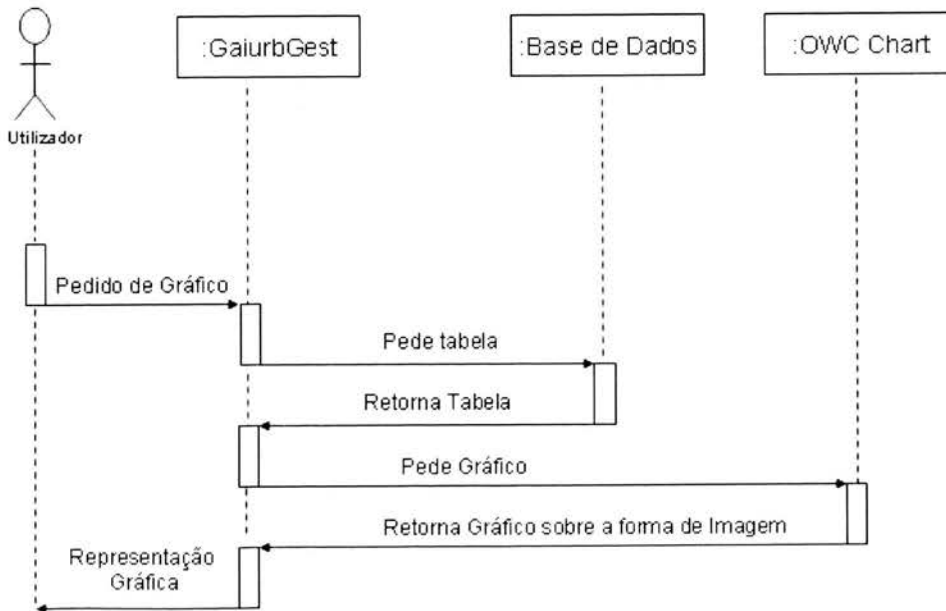 :GaiurbGest
:Base de Dados
:OWC Chart
Utilizador
Pedido de Gráfico
Pede tabela
Retorna Tabela
Pede Gráfico
Retorna Gráfico sobre a forma de Imagem
Representação
Gráfica